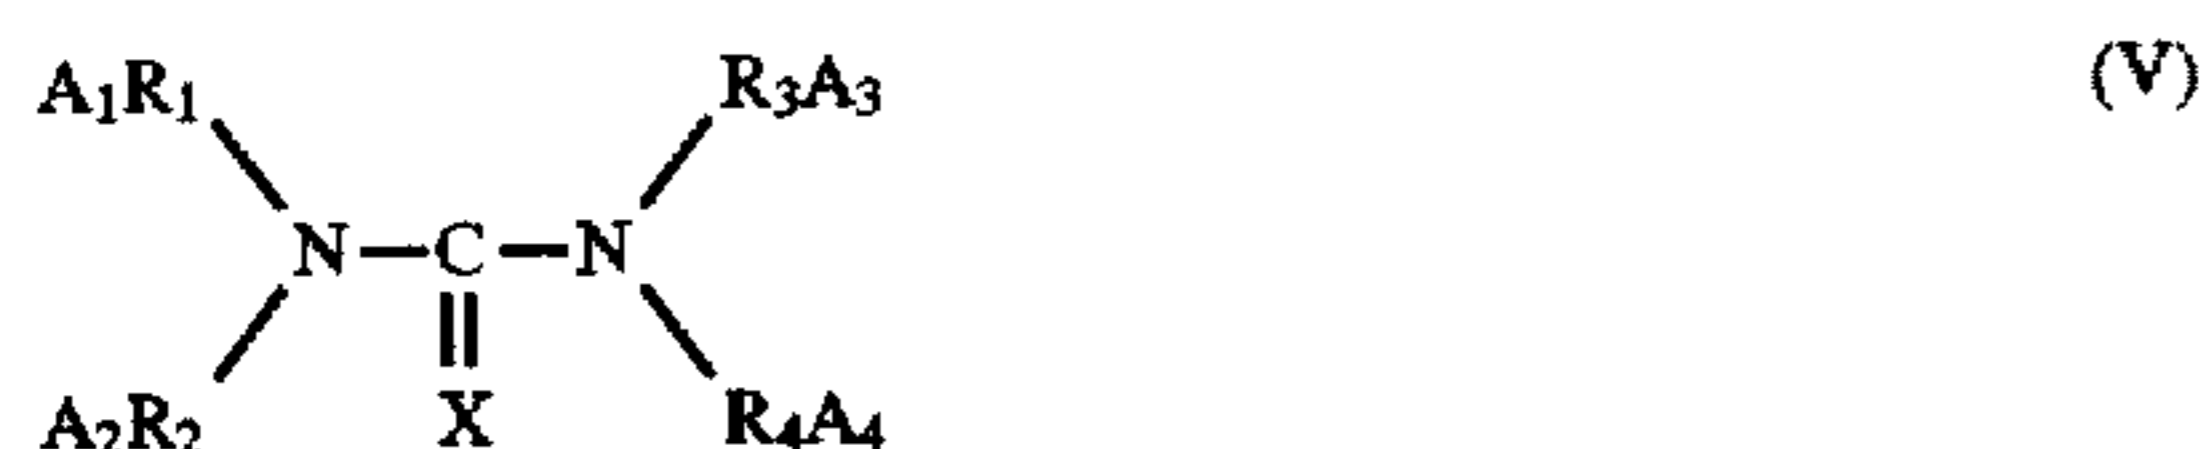 A₁R₁ R₃A₃ (V)
N—C—N
A₂R₂ X R₄A₄